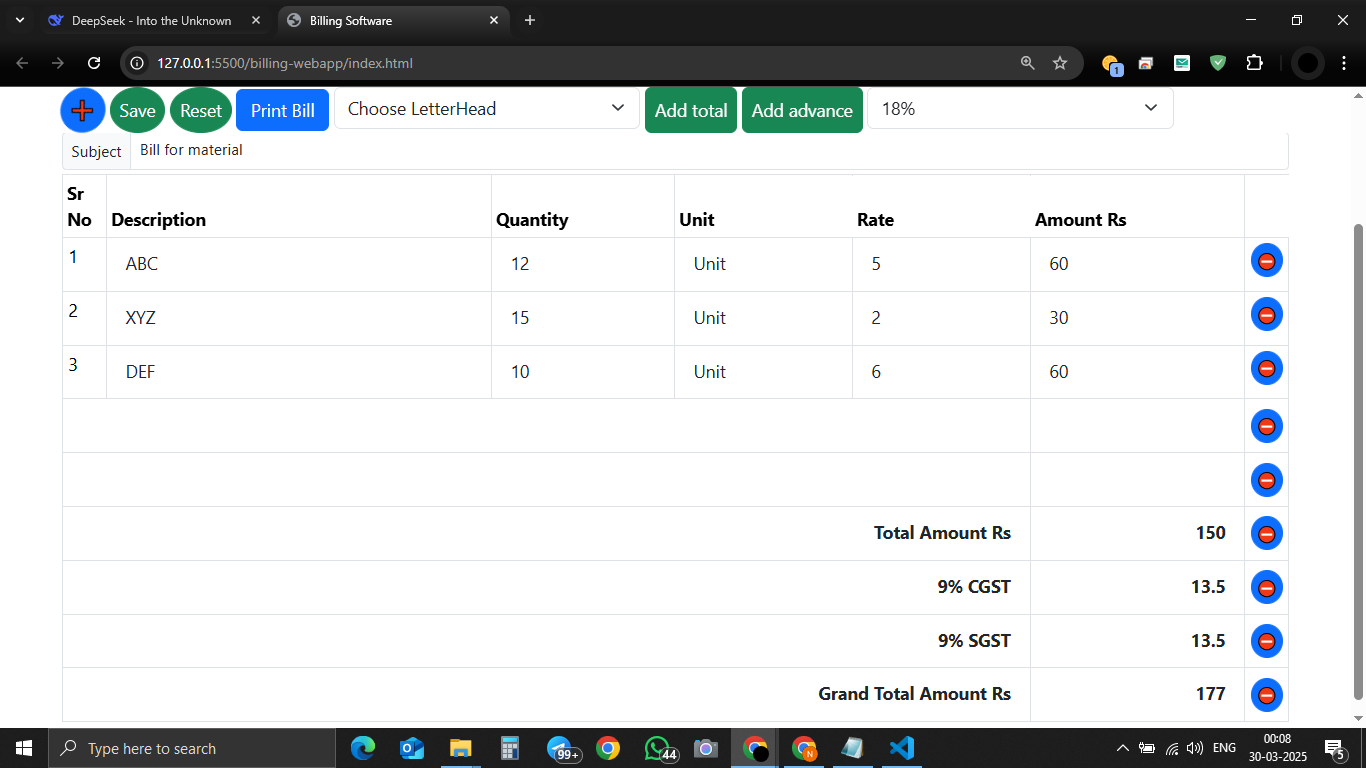 DeepSeek - Into the Unknown
Billing Software
127.0.0.1:5500/billing-webapp/index.html
1
Save
Reset
Print Bill
Choose LetterHead
Add total
Add advance
18%
Subject
Bill for material
Sr No Description Quantity Unit Rate Amount Rs
1 ABC 12 Unit 5 60
2 XYZ 15 Unit 2 30
3 DEF 10 Unit 6 60
Total Amount Rs 150
9% CGST 13.5
9% SGST 13.5
Grand Total Amount Rs 177
Type here to search
99+
44
N
ENG
00:08
30-03-2025
5